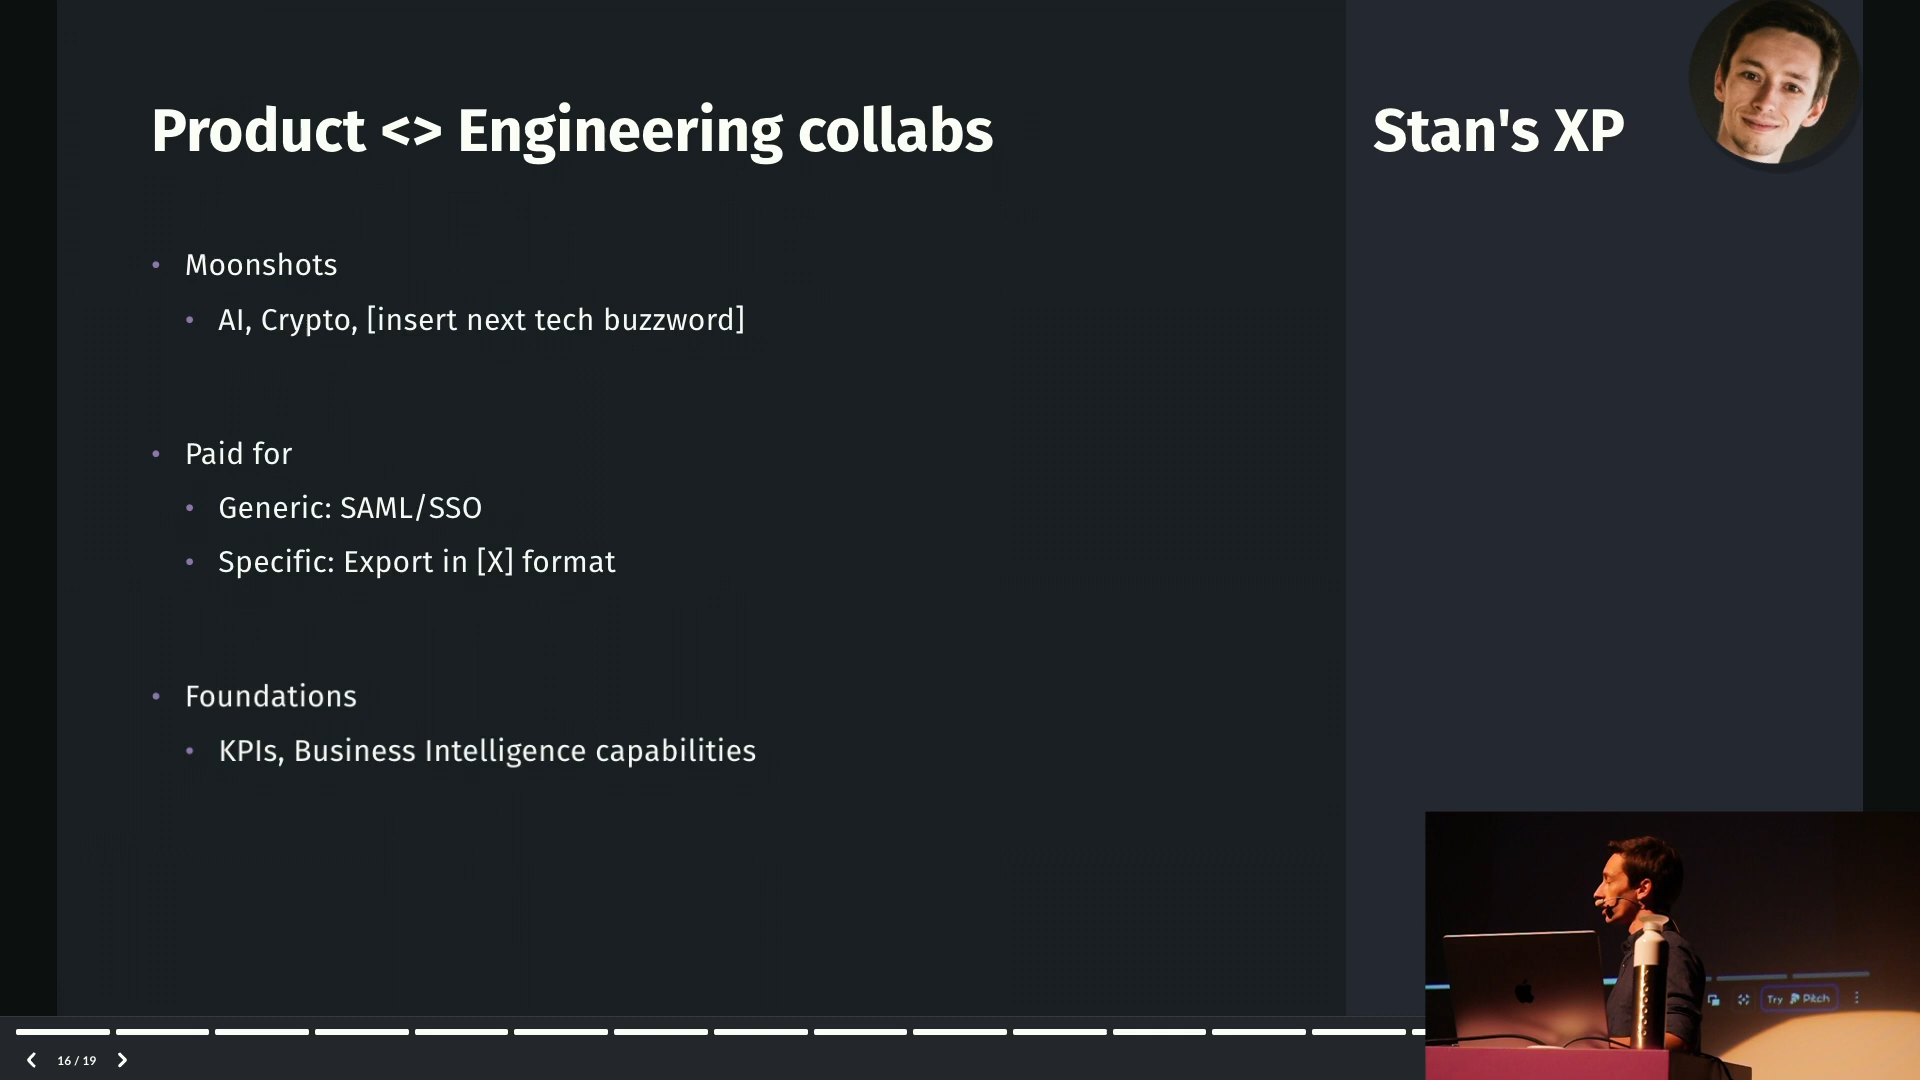 Product <> Engineering collabs
Stan's XP
• Moonshots
• AI, Crypto, [insert next tech buzzword]
• Paid for
• Generic: SAML/SSO
• Specific: Export in [X] format
• Foundations
• KPIs, Business Intelligence capabilities
Try Pitch
16 / 19